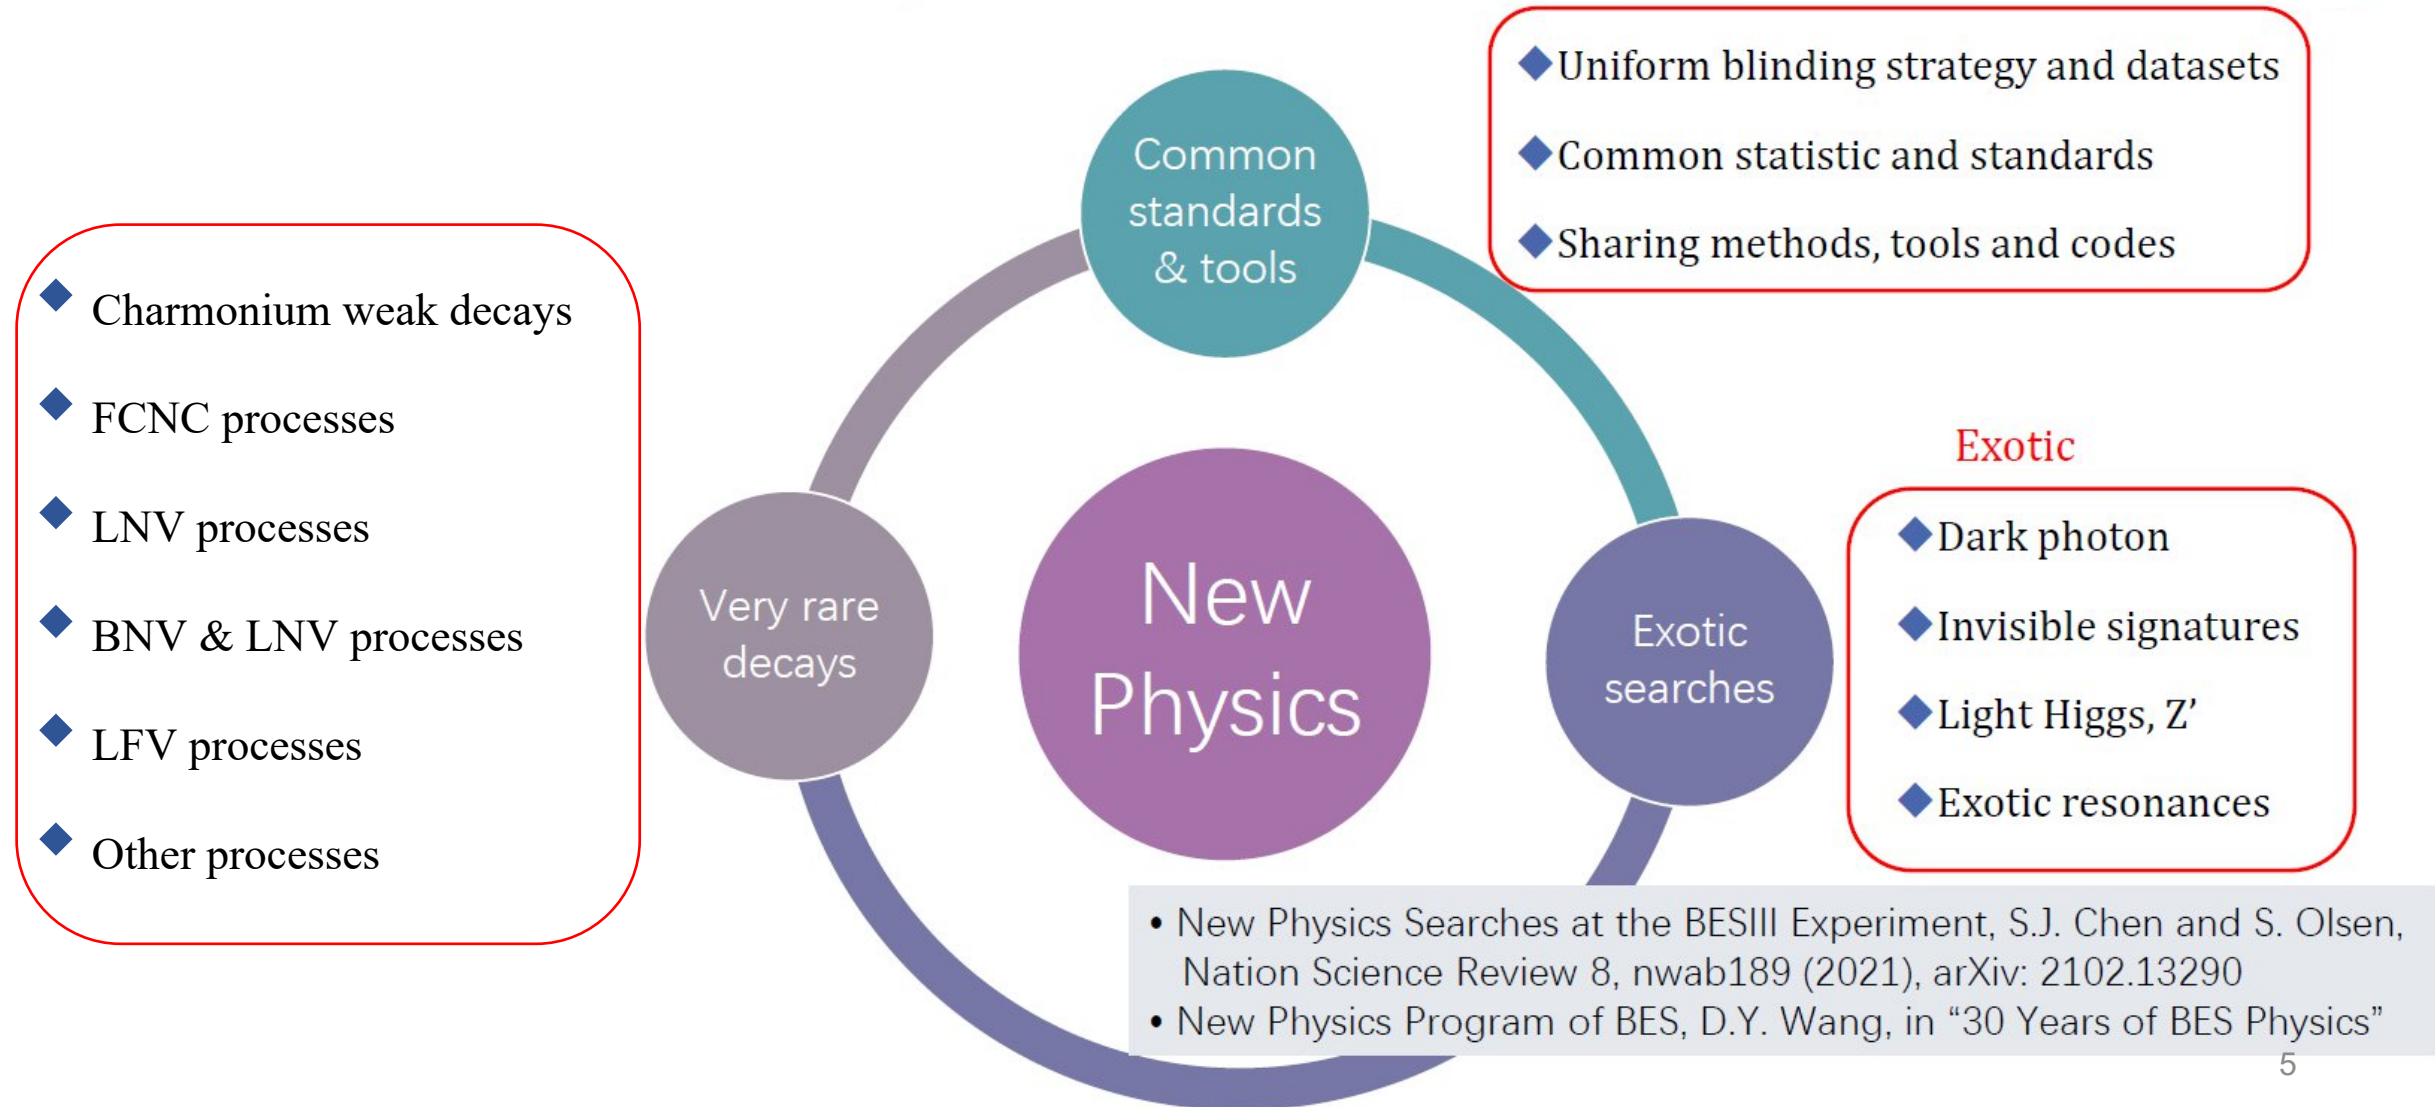 Uniform blinding strategy and datasets
Common statistic and standards
Sharing methods, tools and codes
Common
standards
& tools
Charmonium weak decays
FCNC processes
LNV processes
BNV & LNV processes
LFV processes
Other processes
Very rare
decays
New
Physics
Exotic
searches
Exotic
Dark photon
Invisible signatures
Light Higgs, Z’
Exotic resonances
• New Physics Searches at the BESIII Experiment, S.J. Chen and S. Olsen,
Nation Science Review 8, nwab189 (2021), arXiv: 2102.13290
• New Physics Program of BES, D.Y. Wang, in “30 Years of BES Physics”
5